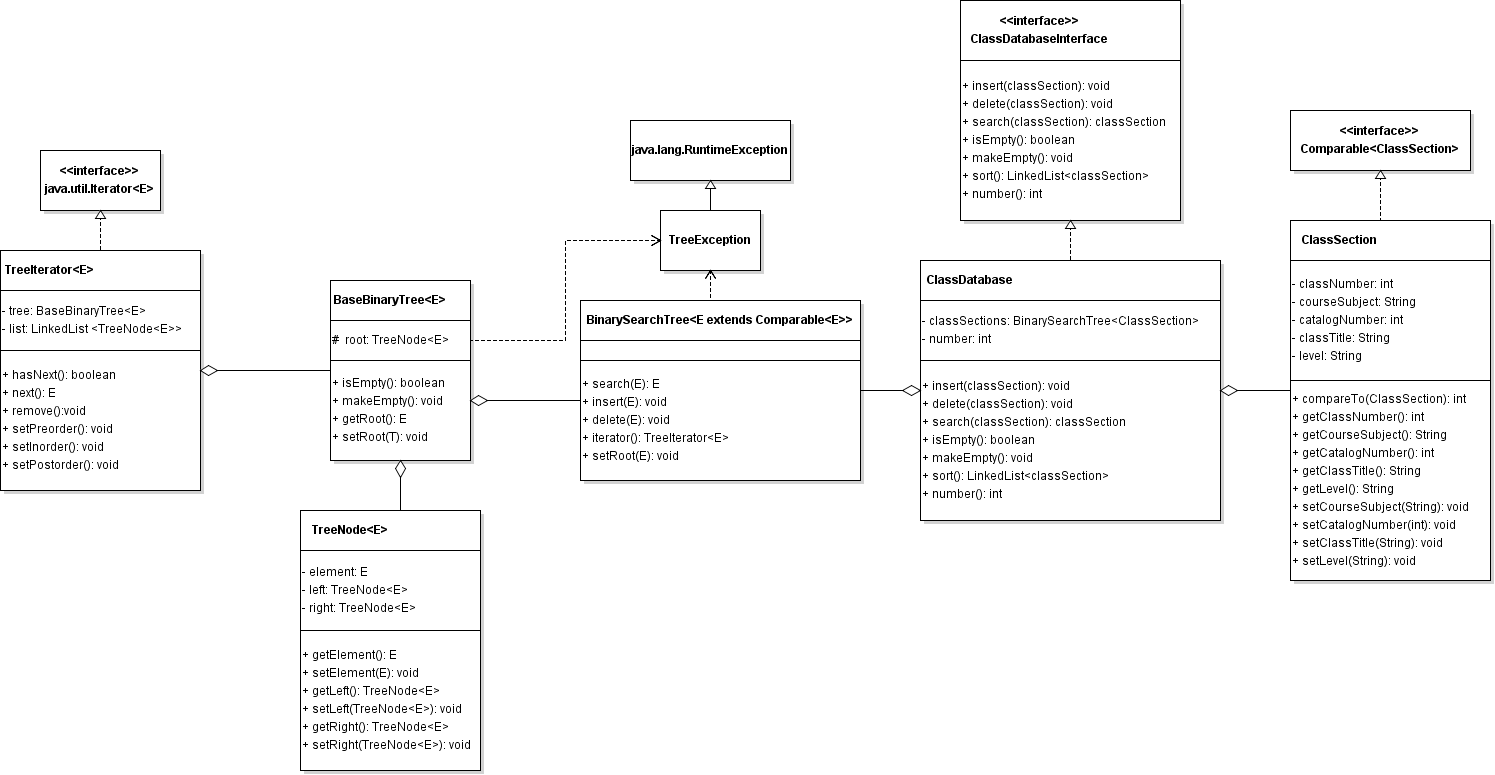 <<interface>>
java.util.Iterator<E>
TreeIterator<E>
- tree: BaseBinaryTree<E>
- list: LinkedList <TreeNode<E>>
+ hasNext(): boolean
+ next(): E
+ remove():void
+ setPreorder(): void
+ setInorder(): void
+ setPostorder(): void
BaseBinaryTree<E>
# root: TreeNode<E>
+ isEmpty(): boolean
+ makeEmpty(): void
+ getRoot(): E
+ setRoot(T): void
TreeNode<E>
- element: E
- left: TreeNode<E>
- right: TreeNode<E>
+ getElement(): E
+ setElement(E): void
+ getLeft(): TreeNode<E>
+ setLeft(TreeNode<E>): void
+ getRight(): TreeNode<E>
+ setRight(TreeNode<E>): void
java.lang.RuntimeException
TreeException
BinarySearchTree<E extends Comparable<E>>
+ search(E): E
+ insert(E): void
+ delete(E): void
+ iterator(): TreeIterator<E>
+ setRoot(E): void
<<interface>>
ClassDatabaseInterface
+ insert(classSection): void
+ delete(classSection): void
+ search(classSection): classSection
+ isEmpty(): boolean
+ makeEmpty(): void
+ sort(): LinkedList<classSection>
+ number(): int
ClassDatabase
- classSections: BinarySearchTree<ClassSection>
- number: int
+ insert(classSection): void
+ delete(classSection): void
+ search(classSection): classSection
+ isEmpty(): boolean
+ makeEmpty(): void
+ sort(): LinkedList<classSection>
+ number(): int
<<interface>>
Comparable<ClassSection>
ClassSection
- classNumber: int
- courseSubject: String
- catalogNumber: int
- classTitle: String
- level: String
+ compareTo(ClassSection): int
+ getClassNumber(): int
+ getCourseSubject(): String
+ getCatalogNumber(): int
+ getClassTitle(): String
+ getLevel(): String
+ setCourseSubject(String): void
+ setCatalogNumber(int): void
+ setClassTitle(String): void
+ setLevel(String): void